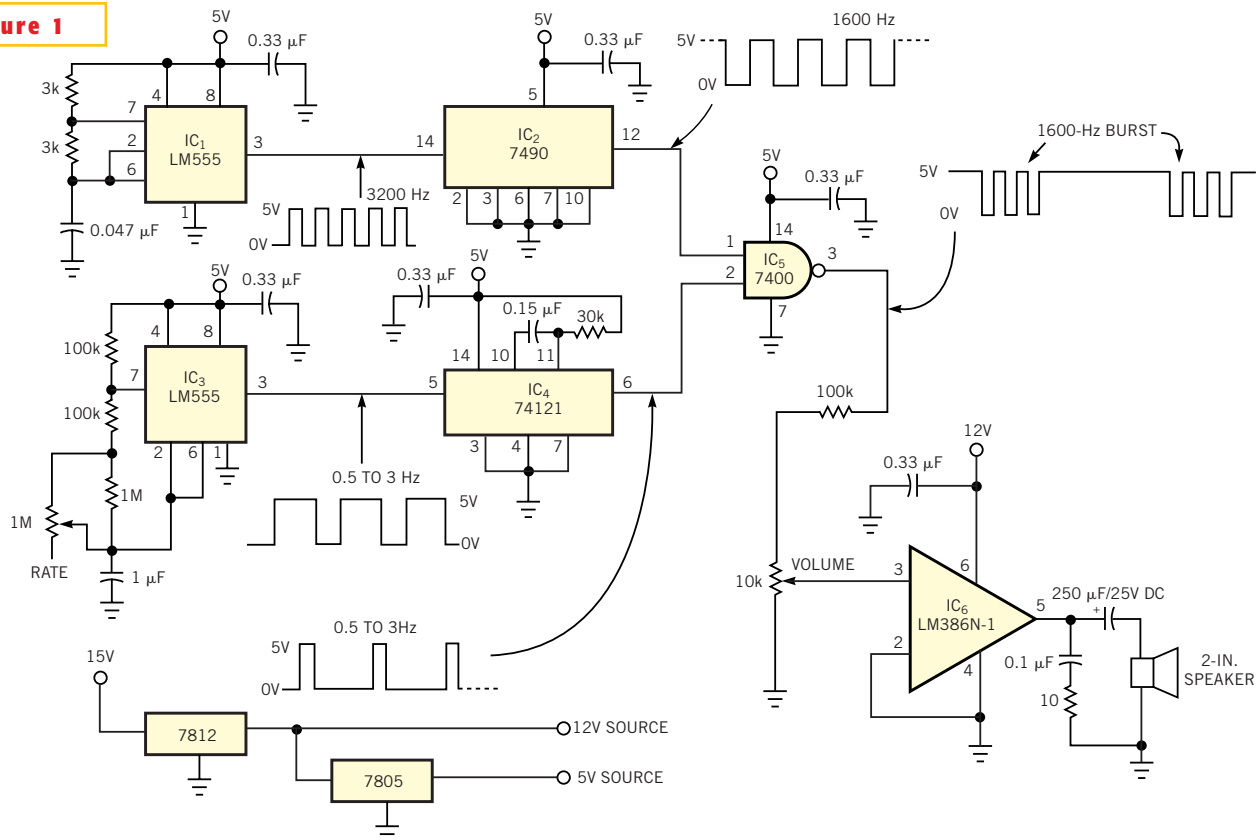 ure 1
5V
0.33 µF
3k
3k
4
8
7
2
6
1
IC1
LM555
3
0.047 µF
3200 Hz
5V
0V
5V
0.33 µF
5
14
IC2
7490
12
2
3
6
7
10
1600 Hz
5V
0V
1600-Hz BURST
5V
0V
5V
0.33 µF
14
1
2
IC5
7400
3
7
5V
0.33 µF
100k
100k
4
8
7
IC3
LM555
3
2
6
1
1M
1M
RATE
1 µF
0.5 TO 3 Hz
5V
0V
0.33 µF
5V
0.15 µF
30k
14
10
11
5
IC4
74121
6
3
4
7
0.5 TO 3Hz
5V
0V
100k
10k
VOLUME
12V
0.33 µF
3
6
IC6
LM386N-1
2
4
5
250 µF/25V DC
+
0.1 µF
10
2-IN.
SPEAKER
15V
7812
12V SOURCE
7805
5V SOURCE